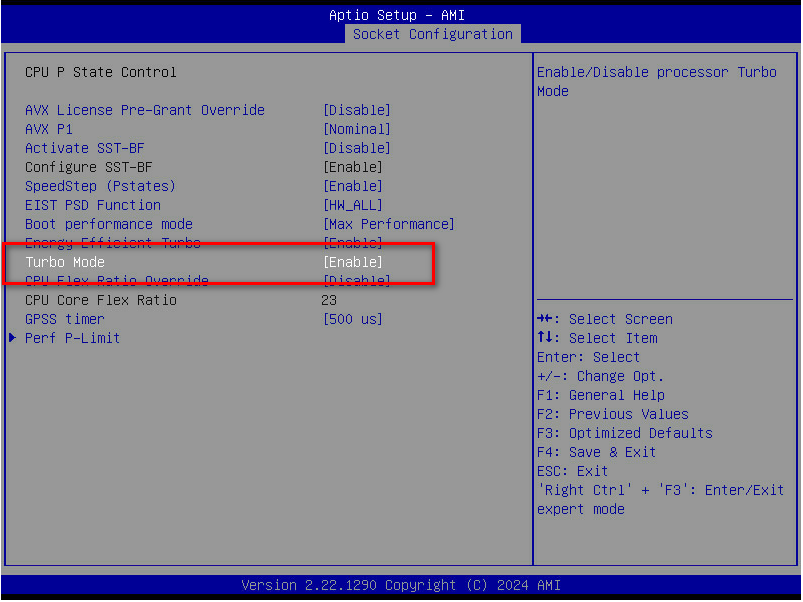 Aptio Setup - AMI
Socket Configuration
CPU P State Control
AVX License Pre-Grant Override [Disable]
AVX P1 [Nominal]
Activate SST-BF [Disable]
Configure SST-BF [Enable]
SpeedStep (Pstates) [Enable]
EIST PSD Function [HW_ALL]
Boot performance mode [Max Performance]
Energy Efficient Turbo [Enable]
Turbo Mode [Enable]
CPU Flex Ratio Override [Disable]
CPU Core Flex Ratio 23
GPSS timer [500 us]
Perf P-Limit
Enable/Disable processor Turbo
Mode
→←: Select Screen
↑↓: Select Item
Enter: Select
+/-: Change Opt.
F1: General Help
F2: Previous Values
F3: Optimized Defaults
F4: Save & Exit
ESC: Exit
'Right Ctrl' + 'F3': Enter/Exit
expert mode
Version 2.22.1290 Copyright (C) 2024 AMI